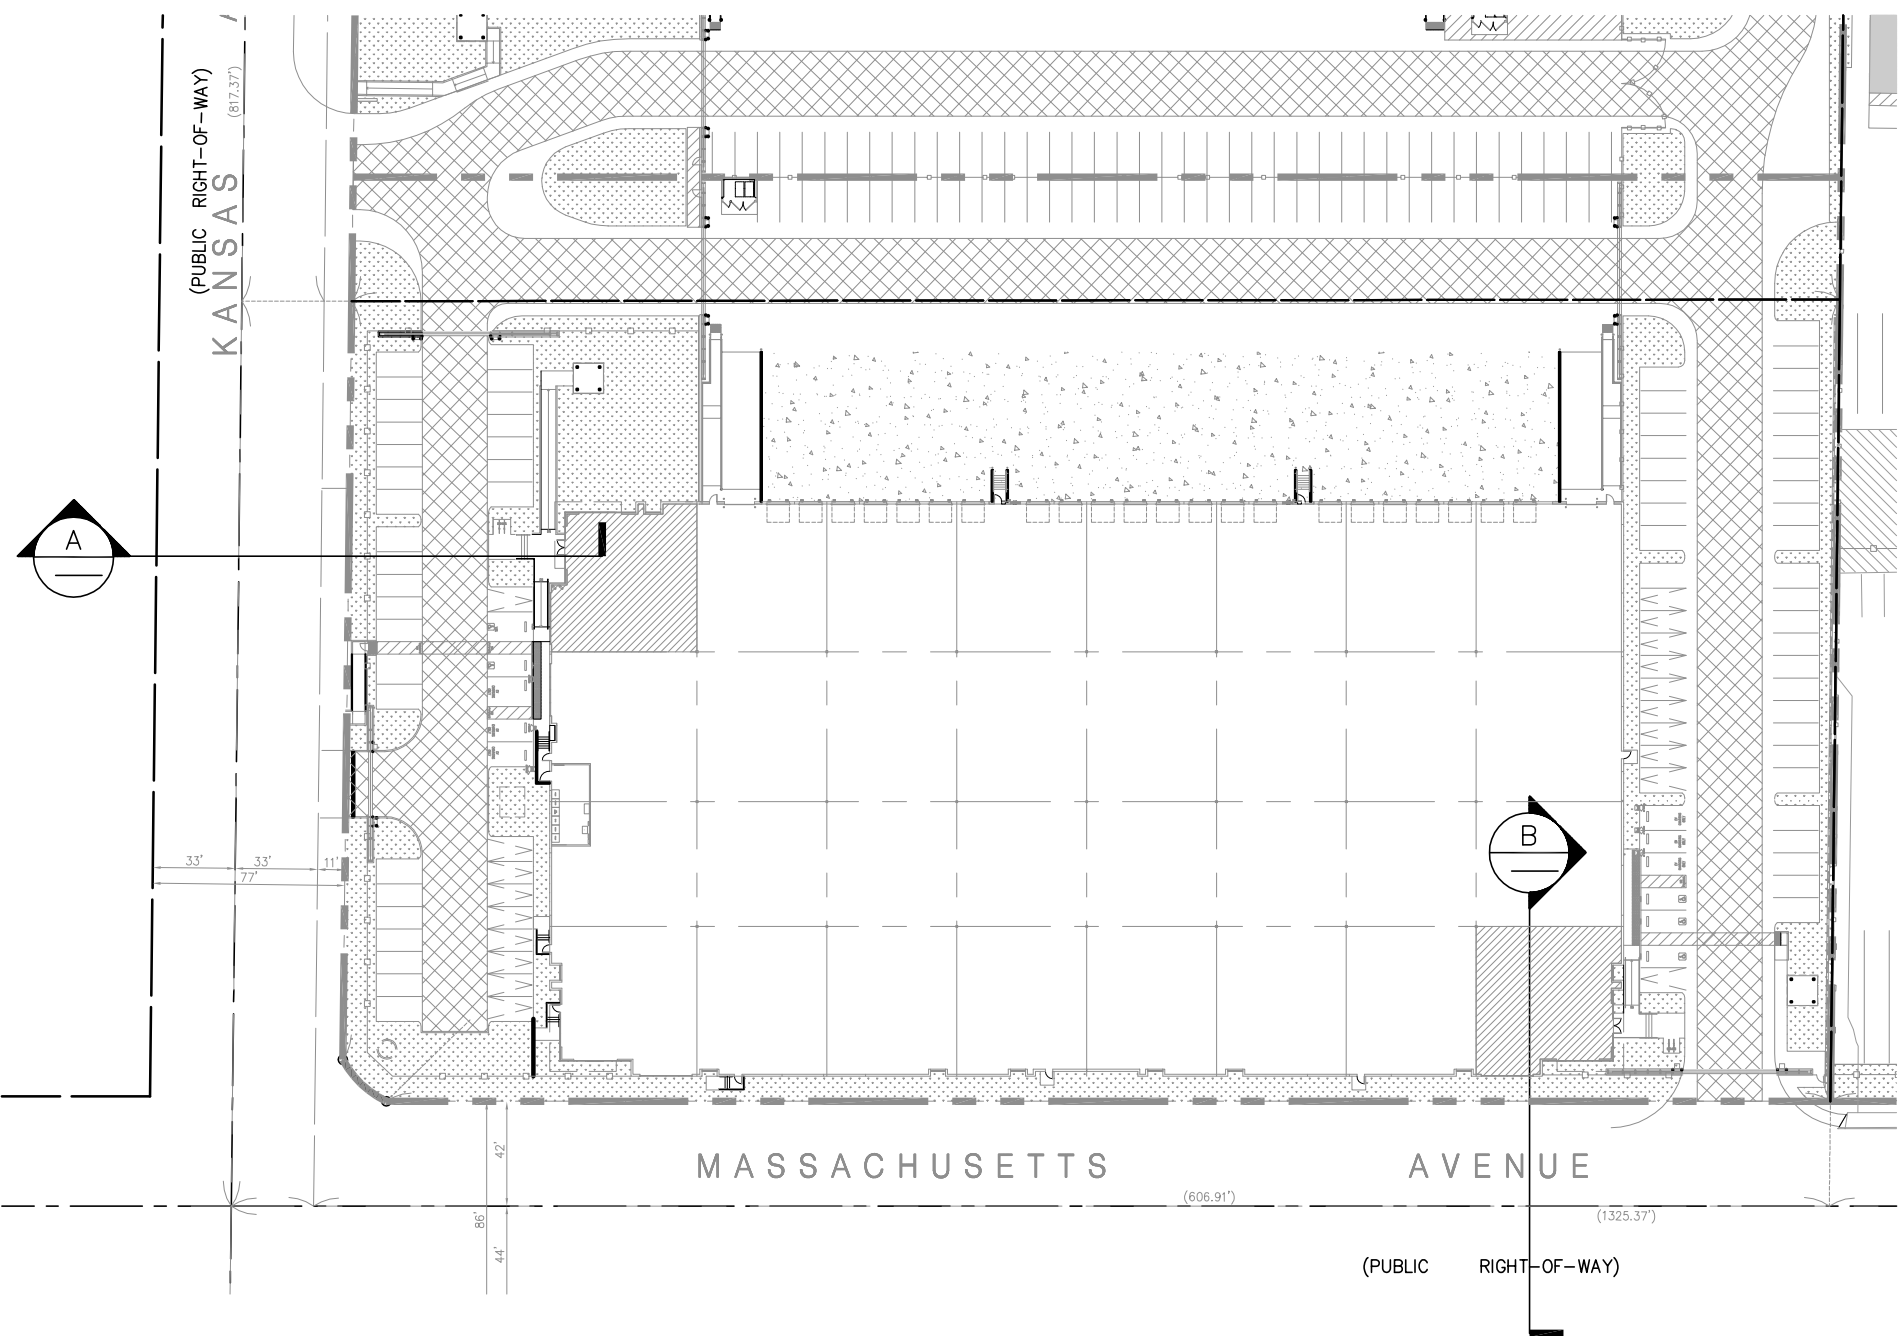 KANSAS
(PUBLIC RIGHT-OF-WAY)
(817.37')
A
B
33'
33'
11'
77'
MASSACHUSETTS AVENUE
42'
86'
44'
(606.91')
(1325.37')
(PUBLIC RIGHT-OF-WAY)